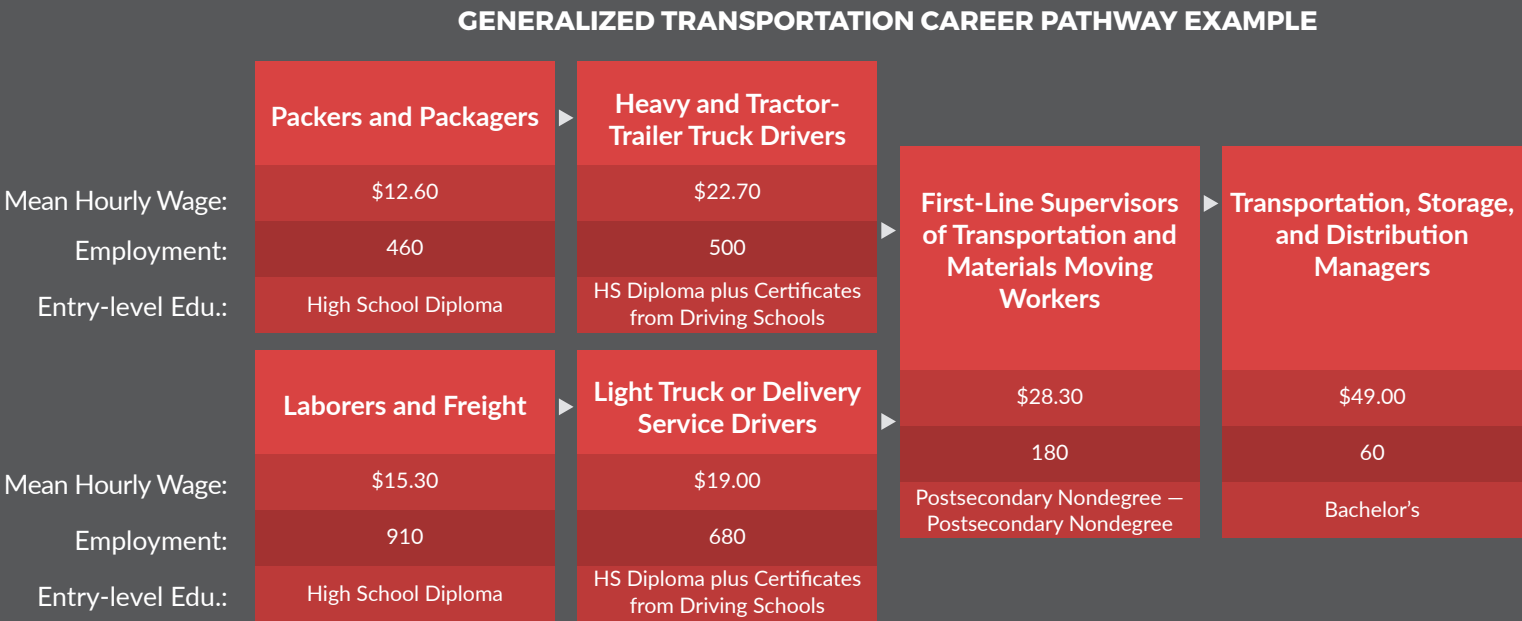 GENERALIZED TRANSPORTATION CAREER PATHWAY EXAMPLE
Packers and Packagers
Heavy and Tractor-
Trailer Truck Drivers
Mean Hourly Wage:
$12.60
$22.70
Employment:
460
500
Entry-level Edu.:
High School Diploma
HS Diploma plus Certificates
from Driving Schools
Laborers and Freight
Light Truck or Delivery
Service Drivers
Mean Hourly Wage:
$15.30
$19.00
Employment:
910
680
Entry-level Edu.:
High School Diploma
HS Diploma plus Certificates
from Driving Schools
First-Line Supervisors
of Transportation and
Materials Moving
Workers
$28.30
180
Postsecondary Nondegree —
Postsecondary Nondegree
Transportation, Storage,
and Distribution
Managers
$49.00
60
Bachelor’s